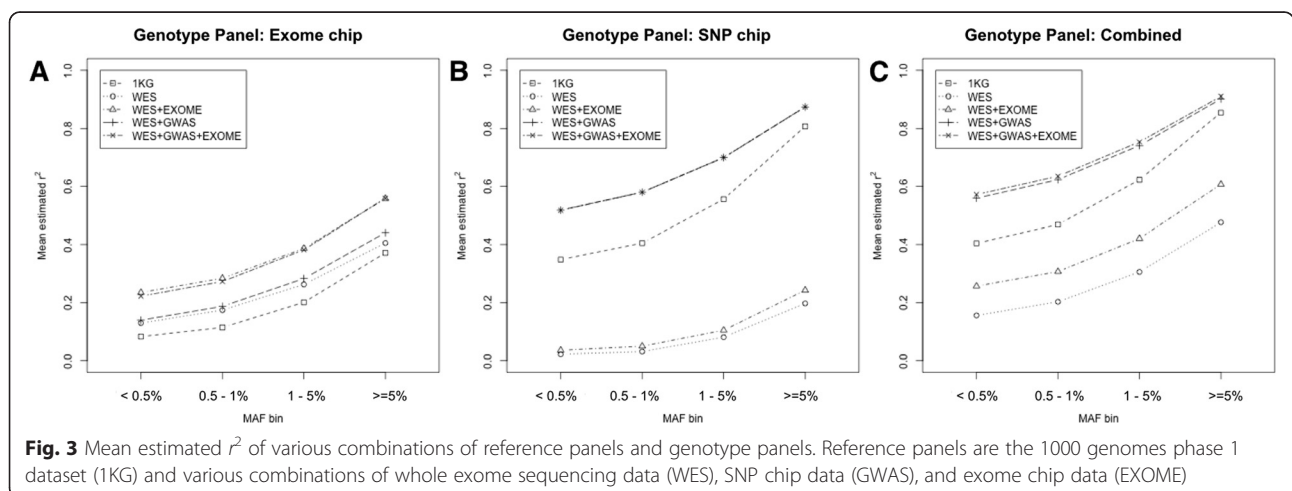 Genotype Panel: Exome chip
A
1KG
WES
WES+EXOME
WES+GWAS
WES+GWAS+EXOME
1.0
0.8
0.6
0.4
0.2
0.0
Mean estimated r²
< 0.5%
0.5 - 1%
1 - 5%
>=5%
MAF bin
Genotype Panel: SNP chip
B
1KG
WES
WES+EXOME
WES+GWAS
WES+GWAS+EXOME
1.0
0.8
0.6
0.4
0.2
0.0
Mean estimated r²
< 0.5%
0.5 - 1%
1 - 5%
>=5%
MAF bin
Genotype Panel: Combined
C
1KG
WES
WES+EXOME
WES+GWAS
WES+GWAS+EXOME
1.0
0.8
0.6
0.4
0.2
0.0
Mean estimated r²
< 0.5%
0.5 - 1%
1 - 5%
>=5%
MAF bin
Fig. 3 Mean estimated r² of various combinations of reference panels and genotype panels. Reference panels are the 1000 genomes phase 1
dataset (1KG) and various combinations of whole exome sequencing data (WES), SNP chip data (GWAS), and exome chip data (EXOME)